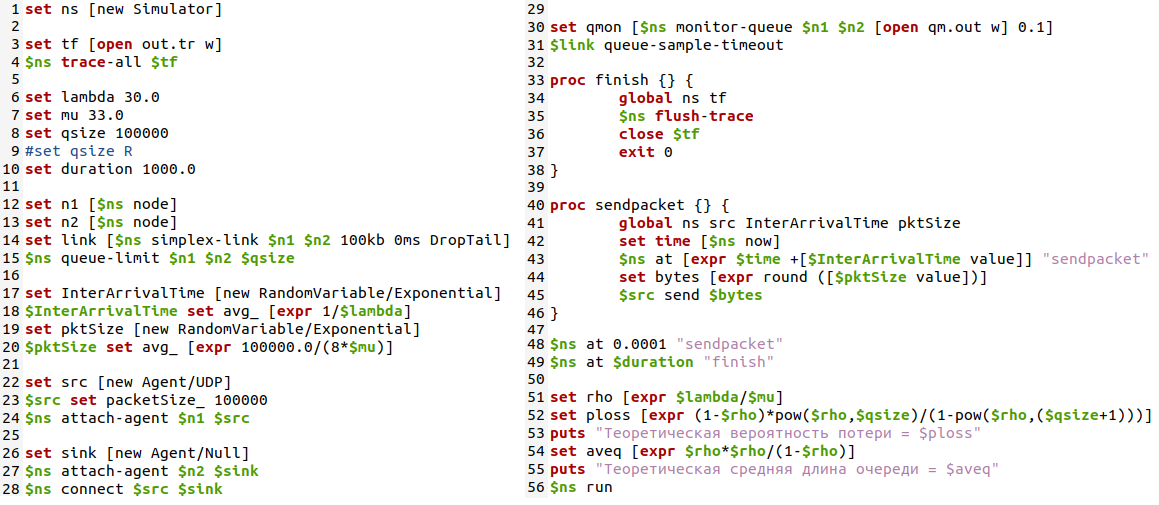 1 set ns [new Simulator]
2
3 set tf [open out.tr w]
4 $ns trace-all $tf
5
6 set lambda 30.0
7 set mu 33.0
8 set qsize 100000
9 #set qsize R
10 set duration 1000.0
11
12 set n1 [$ns node]
13 set n2 [$ns node]
14 set link [$ns simplex-link $n1 $n2 100kb 0ms DropTail]
15 $ns queue-limit $n1 $n2 $qsize
16
17 set InterArrivalTime [new RandomVariable/Exponential]
18 $InterArrivalTime set avg_ [expr 1/$lambda]
19 set pktSize [new RandomVariable/Exponential]
20 $pktSize set avg_ [expr 100000.0/(8*$mu)]
21
22 set src [new Agent/UDP]
23 $src set packetSize_ 100000
24 $ns attach-agent $n1 $src
25
26 set sink [new Agent/Null]
27 $ns attach-agent $n2 $sink
28 $ns connect $src $sink
29
30 set qmon [$ns monitor-queue $n1 $n2 [open qm.out w] 0.1]
31 $link queue-sample-timeout
32
33 proc finish {} {
34 global ns tf
35 $ns flush-trace
36 close $tf
37 exit 0
38 }
39
40 proc sendpacket {} {
41 global ns src InterArrivalTime pktSize
42 set time [$ns now]
43 $ns at [expr $time +[$InterArrivalTime value]] "sendpacket"
44 set bytes [expr round ([$pktSize value])]
45 $src send $bytes
46 }
47
48 $ns at 0.0001 "sendpacket"
49 $ns at $duration "finish"
50
51 set rho [expr $lambda/$mu]
52 set ploss [expr (1-$rho)*pow($rho,$qsize)/(1-pow($rho,($qsize+1)))]
53 puts "Теоретическая вероятность потери = $ploss"
54 set aveq [expr $rho*$rho/(1-$rho)]
55 puts "Теоретическая средняя длина очереди = $aveq"
56 $ns run